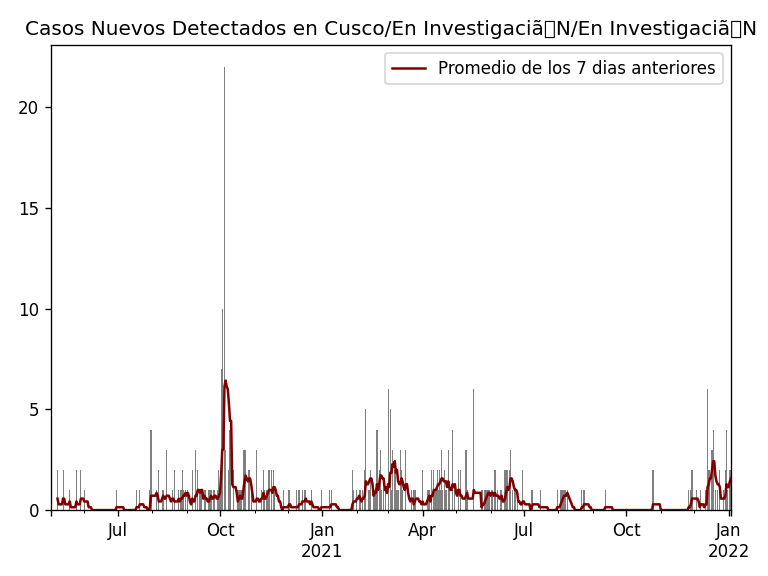 Casos Nuevos Detectados en Cusco/En Investigaciã▯N/En Investigaciã▯N
Promedio de los 7 dias anteriores
20
15
10
5
0
Jul Oct Jan Apr Jul Oct Jan
2021 2022